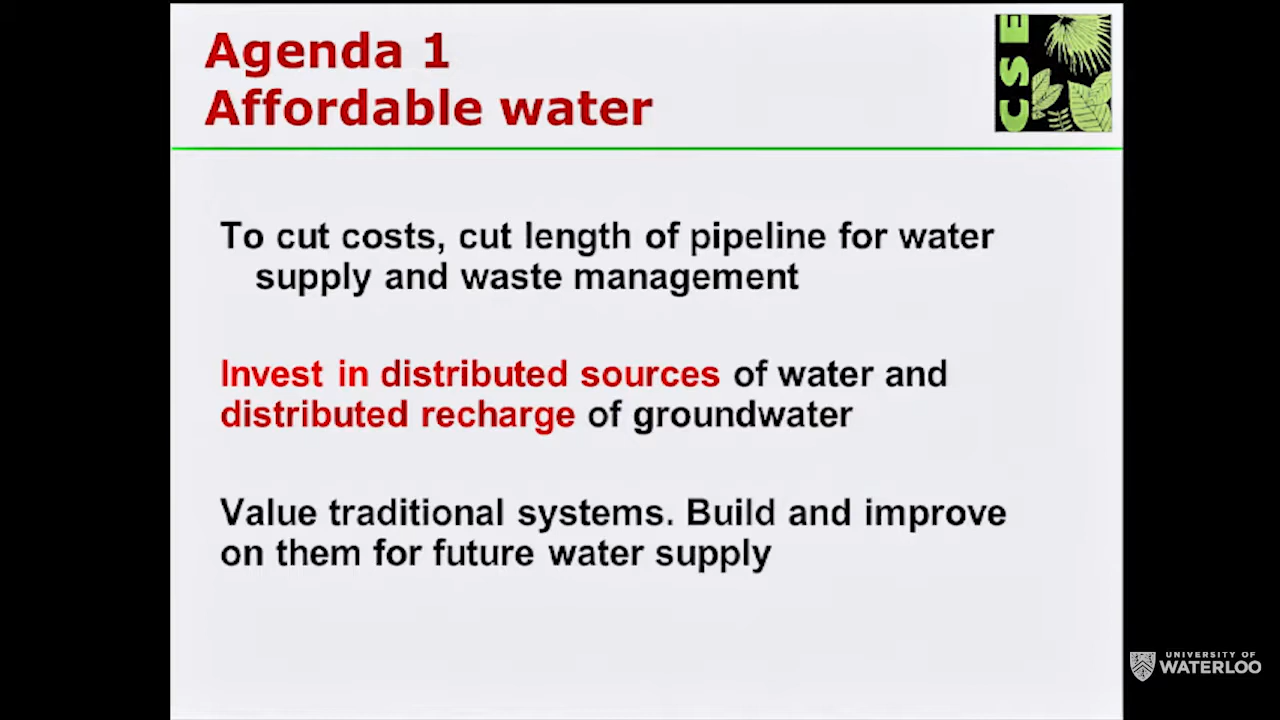 Agenda 1
Affordable water
CSE
To cut costs, cut length of pipeline for water
supply and waste management
Invest in distributed sources of water and
distributed recharge of groundwater
Value traditional systems. Build and improve
on them for future water supply
UNIVERSITY OF
WATERLOO